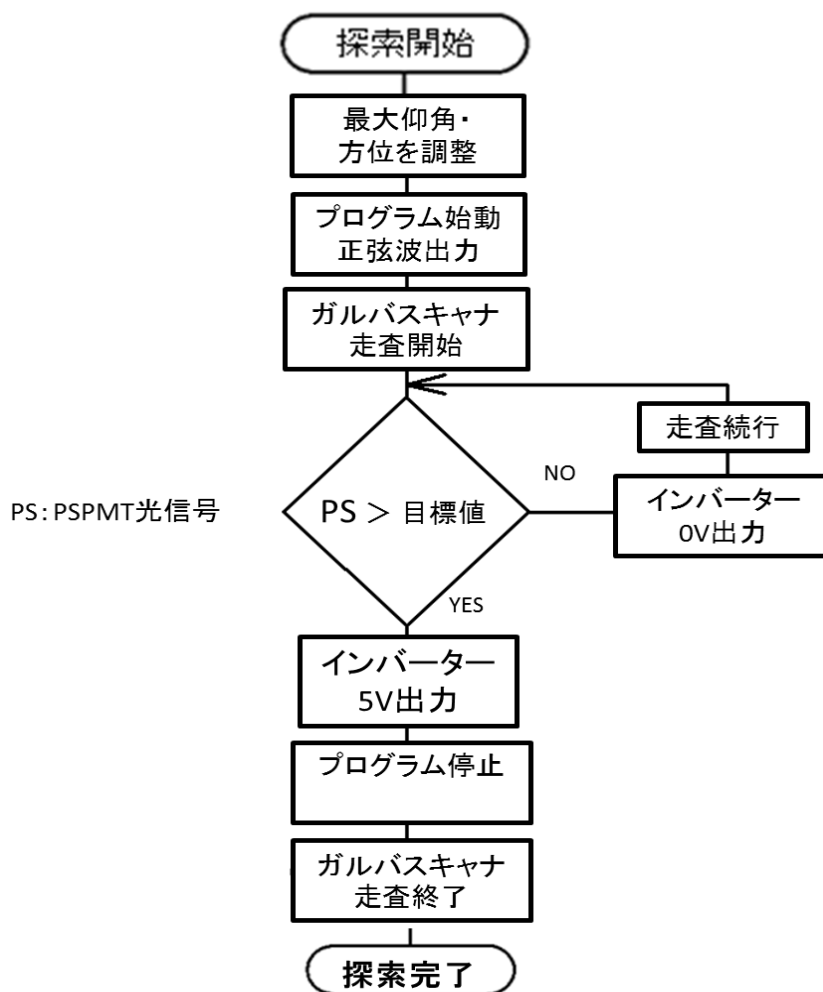 探索開始
最大仰角・
方位を調整
プログラム始動
正弦波出力
ガルバスキャナ
走査開始
走査続行
NO
インバーター
0V出力
PS：PSPMT光信号
PS ＞ 目標値
YES
インバーター
5V出力
プログラム停止
ガルバスキャナ
走査終了
探索完了